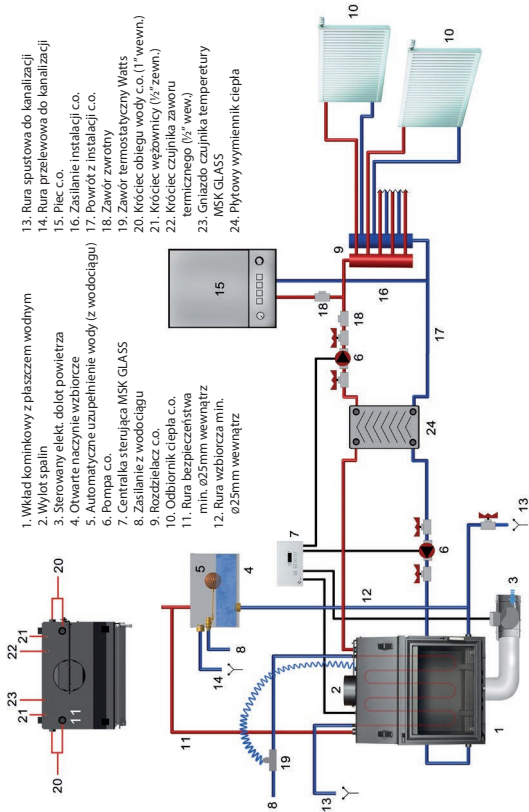 1. Wkład kominkowy z płaszczem wodnym
2. Wylot spalin
3. Sterowany elekt. dolot powietrza
4. Otwarte naczynie wzbiorcze
5. Automatyczne uzupełnienie wody (z wodociągu)
6. Pompa c.o.
7. Centralka sterująca MSK GLASS
8. Zasilanie z wodociągu
9. Rozdzielacz c.o.
10. Odbiornik ciepła c.o.
11. Rura bezpieczeństwa
min. ø25mm wewnątrz
12. Rura wzbiorcza min.
ø25mm wewnątrz
13. Rura spustowa do kanalizacji
14. Rura przelewowa do kanalizacji
15. Piec c.o.
16. Zasilanie instalacji c.o.
17. Powrót z instalacji c.o.
18. Zawór zwrotny
19. Zawór termostatyczny Watts
20. Króciec obiegu wody c.o. (1" wewn.)
21. Króciec wężownicy (½" zewn.)
22. Króciec czujnika zaworu
termicznego (½" wew.)
23. Gniazdo czujnika temperetury
MSK GLASS
24. Płytowy wymiennik ciepła
20
21
23
22
21
20
11
10
10
15
9
18
18
16
17
6
24
7
5
4
14
8
12
11
2
19
8
13
1
3
6
13